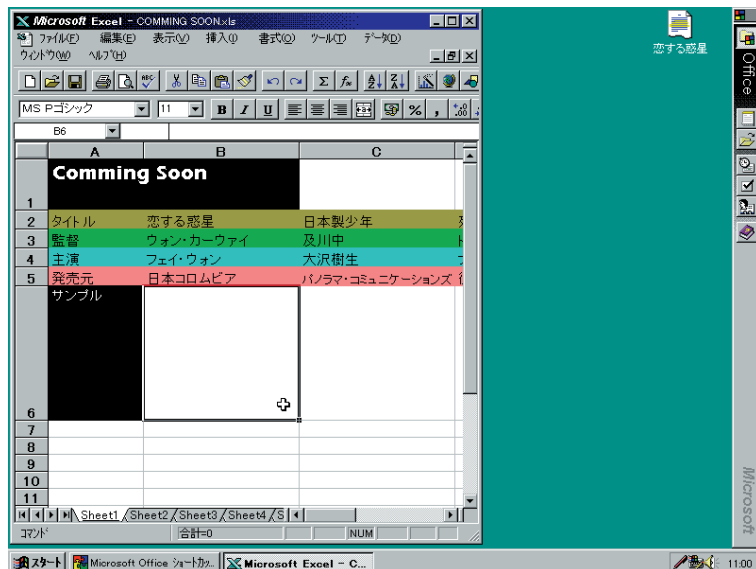 Microsoft Excel - COMMING SOON.xls
ファイル(F) 編集(E) 表示(V) 挿入(I) 書式(O) ツール(T) データ(D)
ウィンドウ(W) ヘルプ(H)
MS Pゴシック 11 B I U % ,
B6
A B C
1 Comming Soon
2 タイトル 恋する惑星 日本製少年
3 監督 ウォン・カーウァイ 及川中
4 主演 フェイ・ウォン 大沢樹生
5 発売元 日本コロムビア パノラマ・コミュニケーションズ
6 サンプル
7
8
9
10
11
Sheet1 Sheet2 Sheet3 Sheet4 S
コマンド 合計=0 NUM
恋する惑星
Office
Microsoft
スタート Microsoft Office ショートカッ... Microsoft Excel - C... 11:00